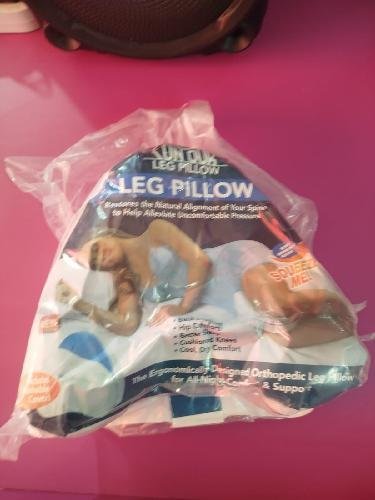 CONTOUR
LEG PILLOW
LEG PILLOW
Restores the Natural Alignment of Your Spine
to Help Alleviate Uncomfortable Pressure
SQUEEZE
ME!
• Hip
• Cushioned Knees
• Cool, Dry Comfort
The Ergonomically Designed Orthopedic Leg Pillow
for All-Night Comfort & Support
Covers